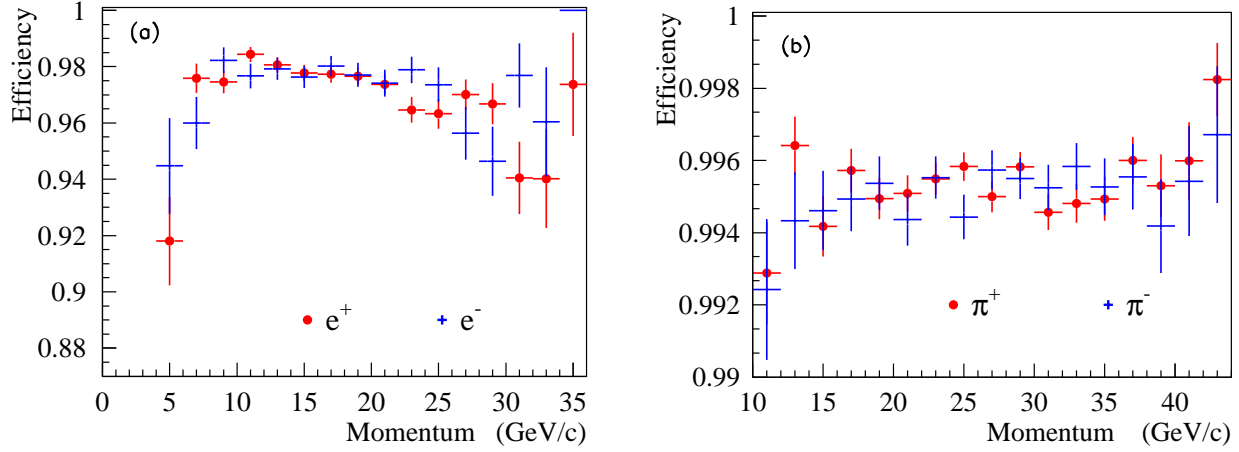 (a)
Efficiency
1
0.98
0.96
0.94
0.92
0.9
0.88
0 5 10 15 20 25 30 35
Momentum (GeV/c)
e+ e-
(b)
Efficiency
1
0.998
0.996
0.994
0.992
0.99
10 15 20 25 30 35 40
Momentum (GeV/c)
π+ π-